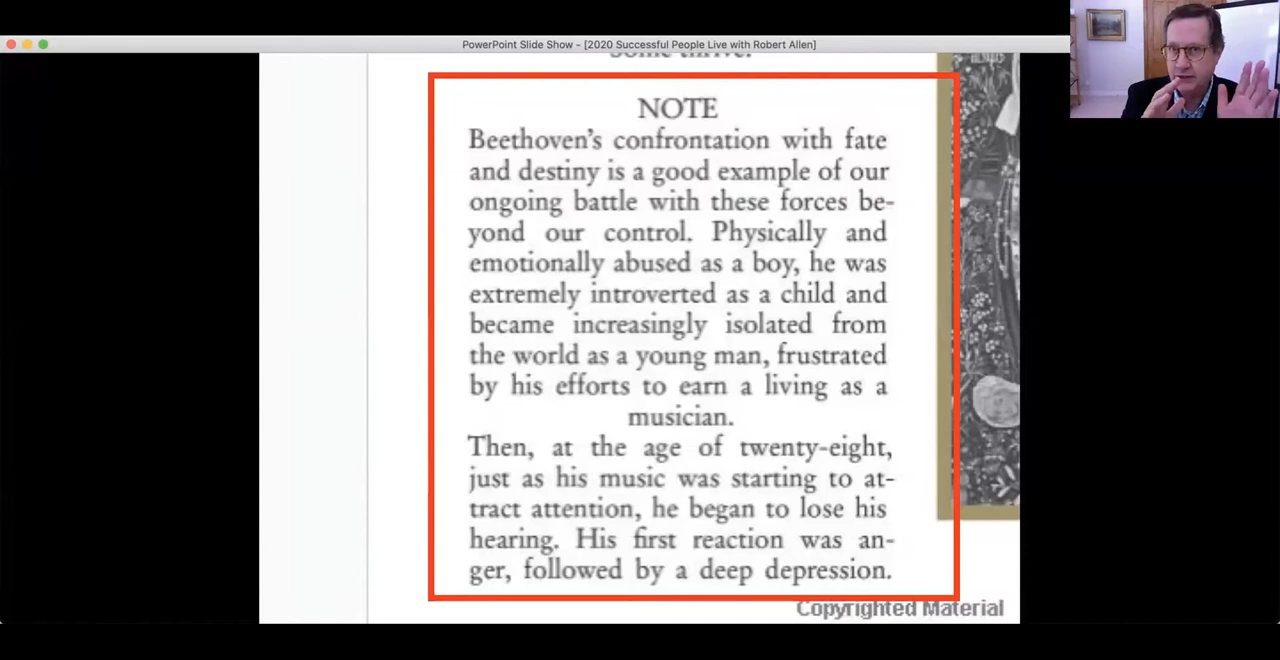 PowerPoint Slide Show - [2020 Successful People Live with Robert Allen]
Some thrive.
NOTE
Beethoven's confrontation with fate
and destiny is a good example of our
ongoing battle with these forces be-
yond our control. Physically and
emotionally abused as a boy, he was
extremely introverted as a child and
became increasingly isolated from
the world as a young man, frustrated
by his efforts to earn a living as a
musician.
Then, at the age of twenty-eight,
just as his music was starting to at-
tract attention, he began to lose his
hearing. His first reaction was an-
ger, followed by a deep depression.
Copyrighted Material